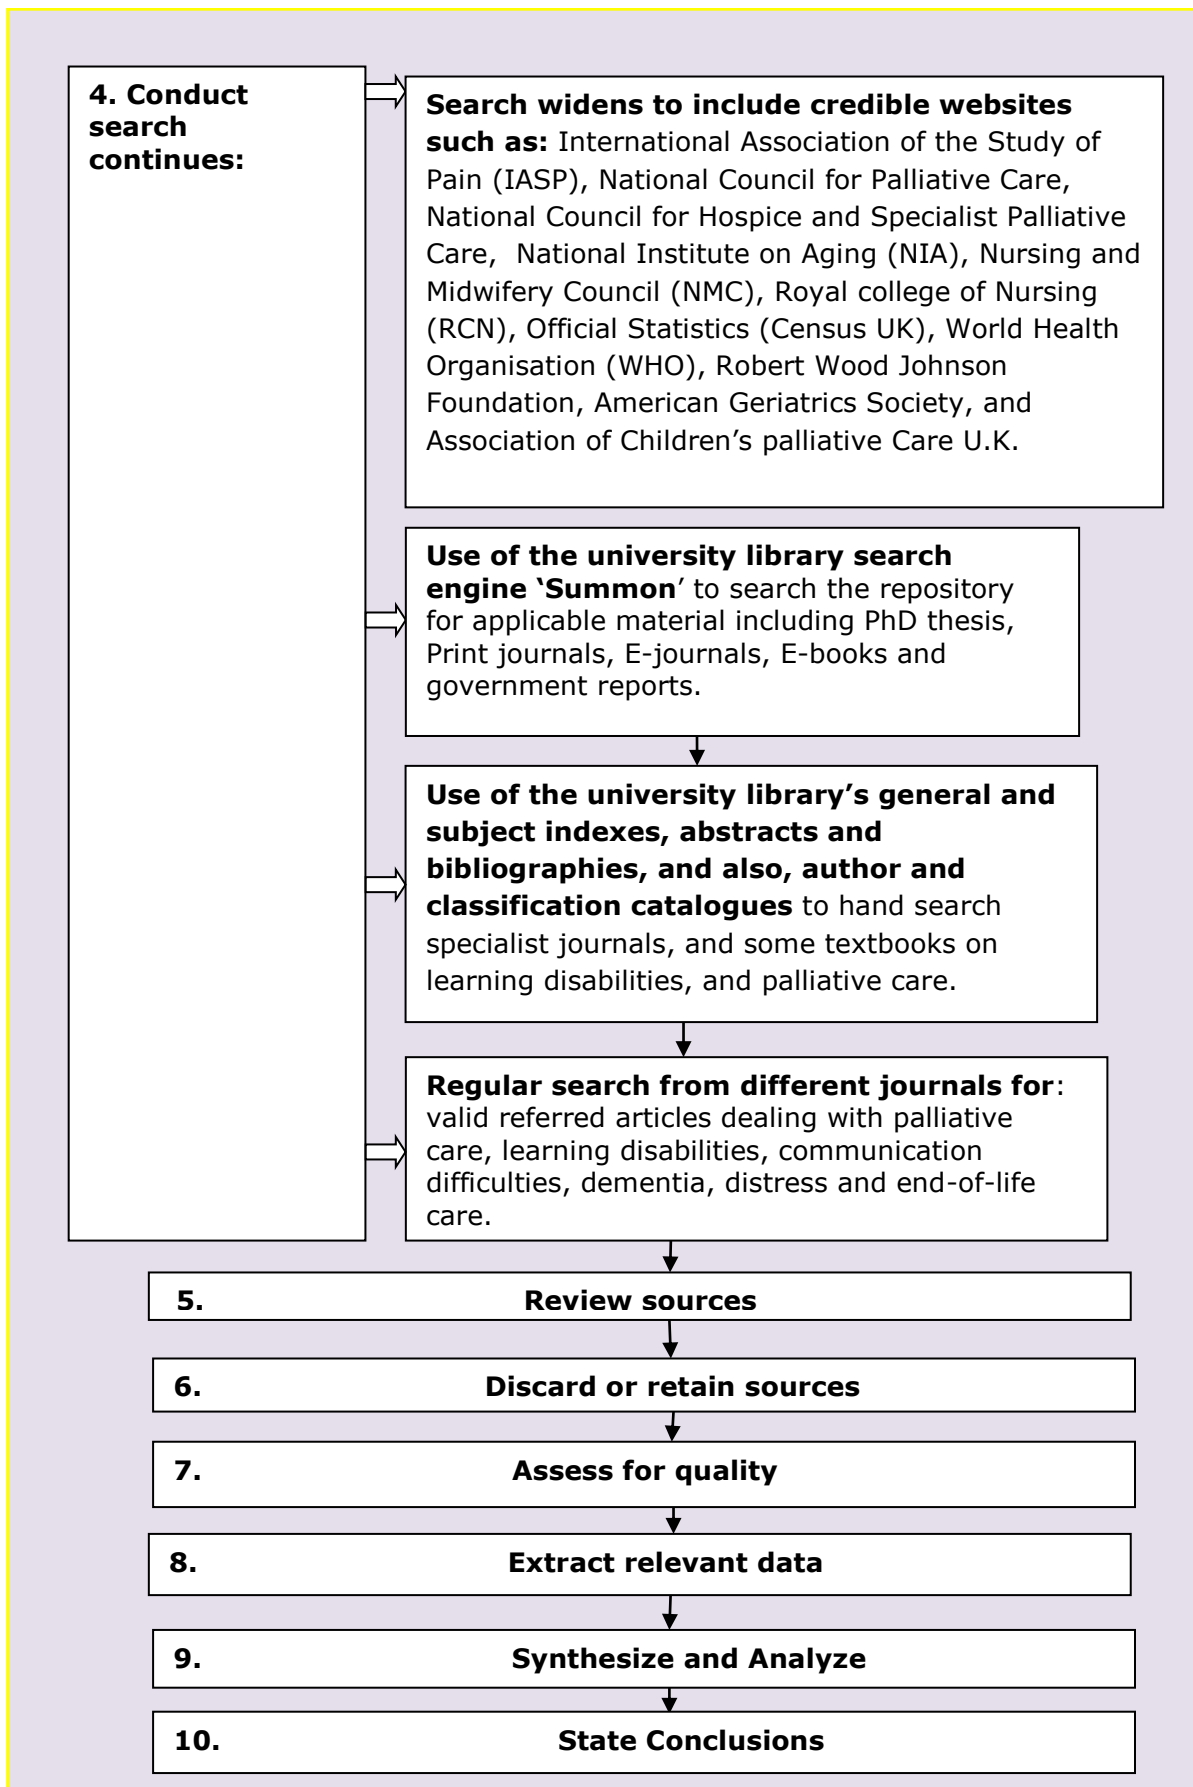 4. Conduct
search
continues:
Search widens to include credible websites
such as: International Association of the Study of
Pain (IASP), National Council for Palliative Care,
National Council for Hospice and Specialist Palliative
Care,  National Institute on Aging (NIA), Nursing and
Midwifery Council (NMC), Royal college of Nursing
(RCN), Official Statistics (Census UK), World Health
Organisation (WHO), Robert Wood Johnson
Foundation, American Geriatrics Society, and
Association of Children’s palliative Care U.K.
Use of the university library search
engine ‘Summon’ to search the repository
for applicable material including PhD thesis,
Print journals, E-journals, E-books and
government reports.
Use of the university library’s general and
subject indexes, abstracts and
bibliographies, and also, author and
classification catalogues to hand search
specialist journals, and some textbooks on
learning disabilities, and palliative care.
Regular search from different journals for:
valid referred articles dealing with palliative
care, learning disabilities, communication
difficulties, dementia, distress and end-of-life
care.
5. Review sources
6. Discard or retain sources
7. Assess for quality
8. Extract relevant data
9. Synthesize and Analyze
10. State Conclusions